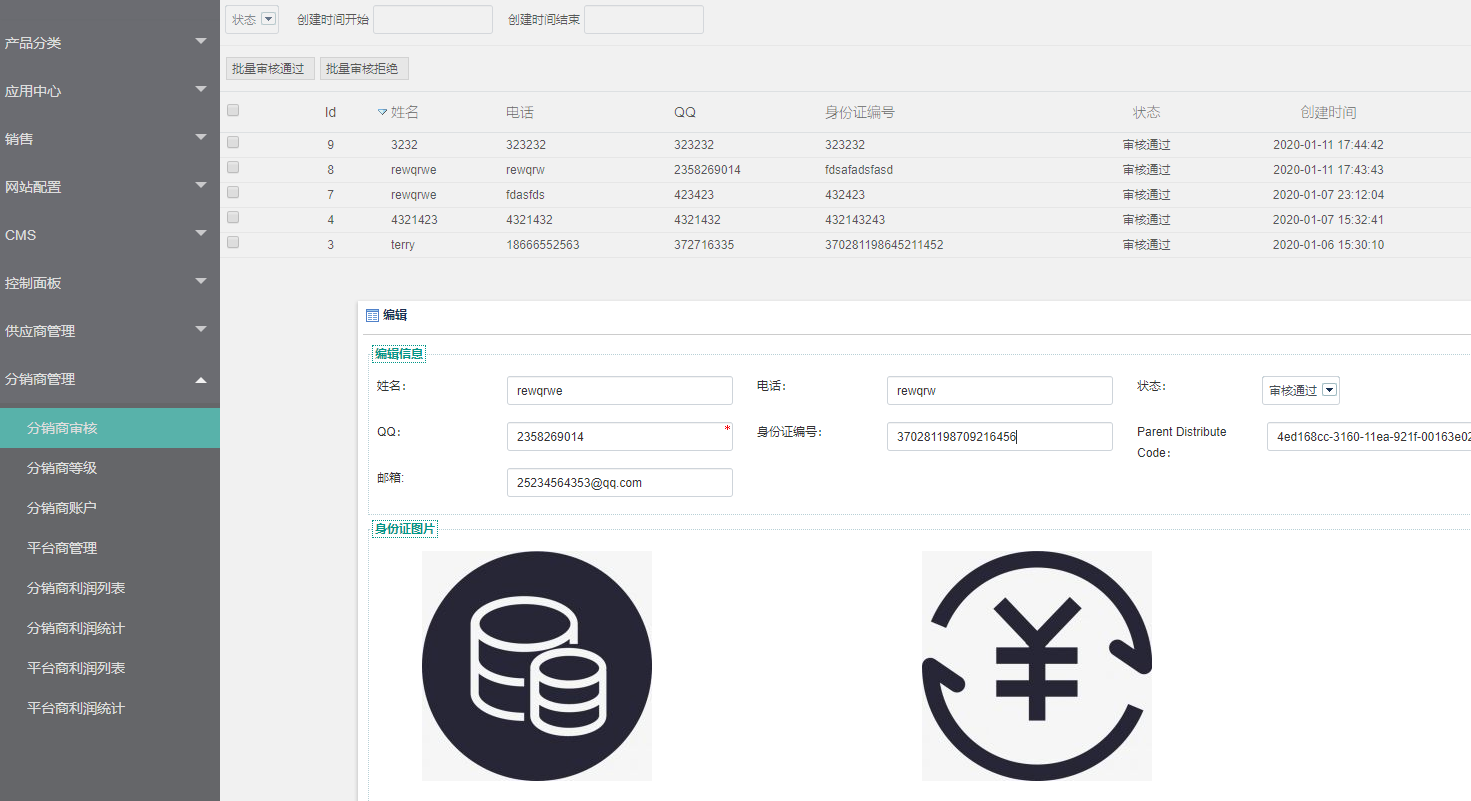 状态 创建时间开始 创建时间结束
产品分类
应用中心
销售
网站配置
CMS
控制面板
供应商管理
分销商管理
分销商审核
分销商等级
分销商账户
平台商管理
分销商利润列表
分销商利润统计
平台商利润列表
平台商利润统计
批量审核通过 批量审核拒绝
Id 姓名 电话 QQ 身份证编号 状态 创建时间
9 3232 323232 323232 323232 审核通过 2020-01-11 17:44:42
8 rewqrwe rewqrw 2358269014 fdsafadsfasd 审核通过 2020-01-11 17:43:43
7 rewqrwe fdasfds 423423 432423 审核通过 2020-01-07 23:12:04
4 4321423 4321432 4321432 432143243 审核通过 2020-01-07 15:32:41
3 terry 18666552563 372716335 370281198645211452 审核通过 2020-01-06 15:30:10
编辑
编辑信息
姓名: rewqrwe 电话: rewqrw 状态: 审核通过
QQ: 2358269014 * 身份证编号: 370281198709216456 Parent Distribute
Code: 4ed168cc-3160-11ea-921f-00163e02
邮箱: 25234564353@qq.com
身份证图片
¥